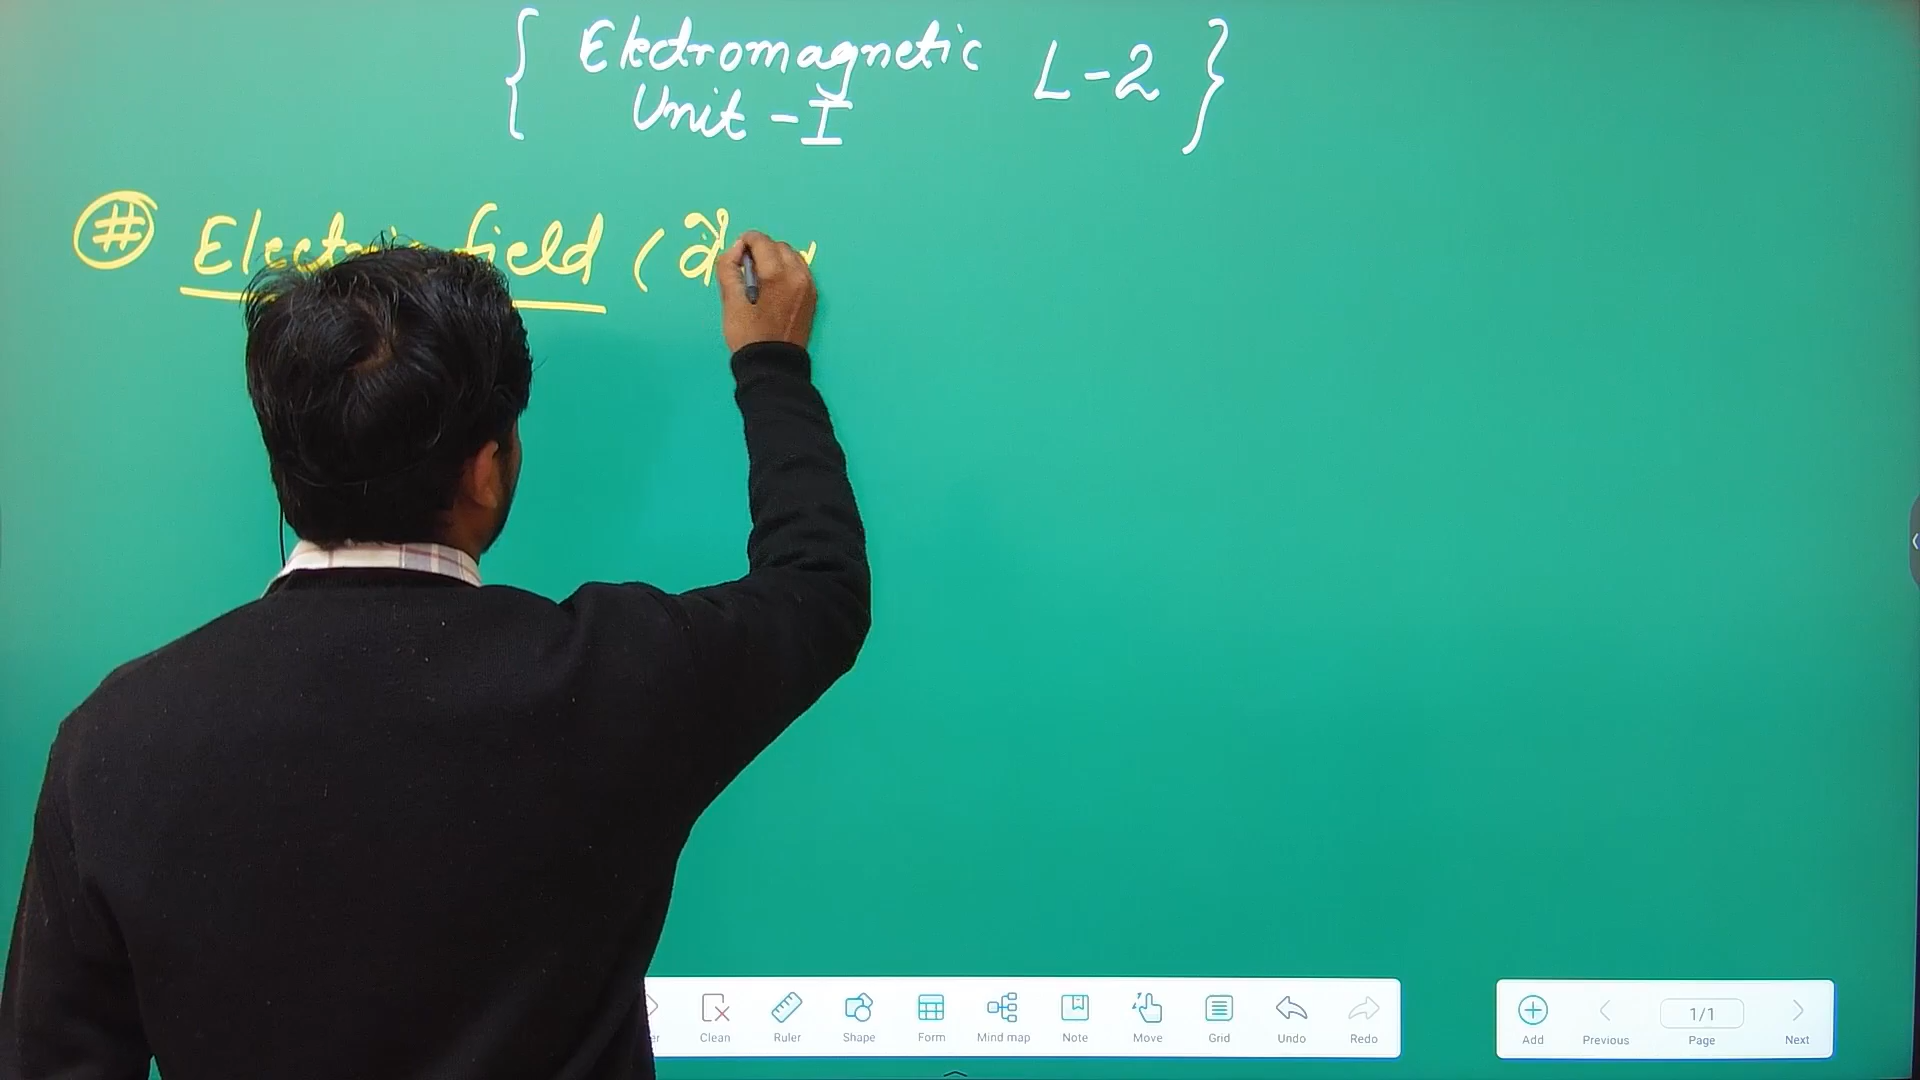 { Electromagnetic L-2 }
Unit - I
# Electric field (
Clean Ruler Shape Form Mind map Note Move Grid Undo Redo
Add Previous 1/1 Page Next